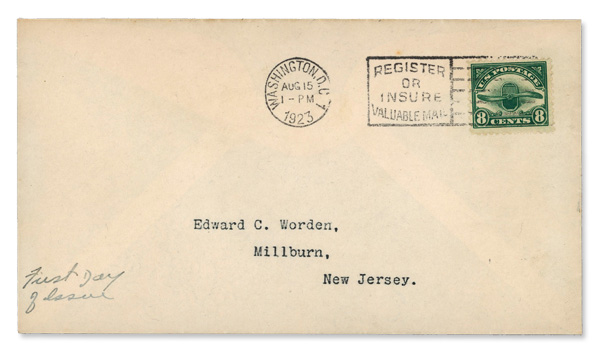 WASHINGTON, D.C.
AUG 15
1 - PM
1923
REGISTER
OR
INSURE
VALUABLE MAIL
U.S. POSTAGE
8 CENTS 8
Edward C. Worden,
Millburn,
New Jersey.
First Day
of Issue